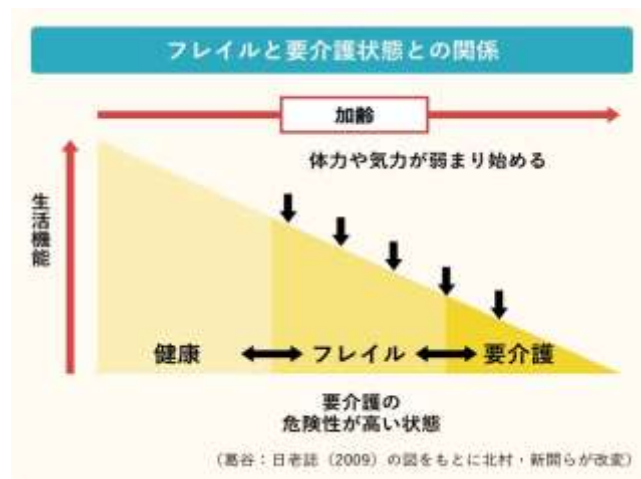 フレイルと要介護状態との関係
加齢
体力や気力が弱まり始める
生活機能
健康
フレイル
要介護
要介護の
危険性が高い状態
(葛谷:日老誌(2009)の図をもとに北村・新開らが改変)